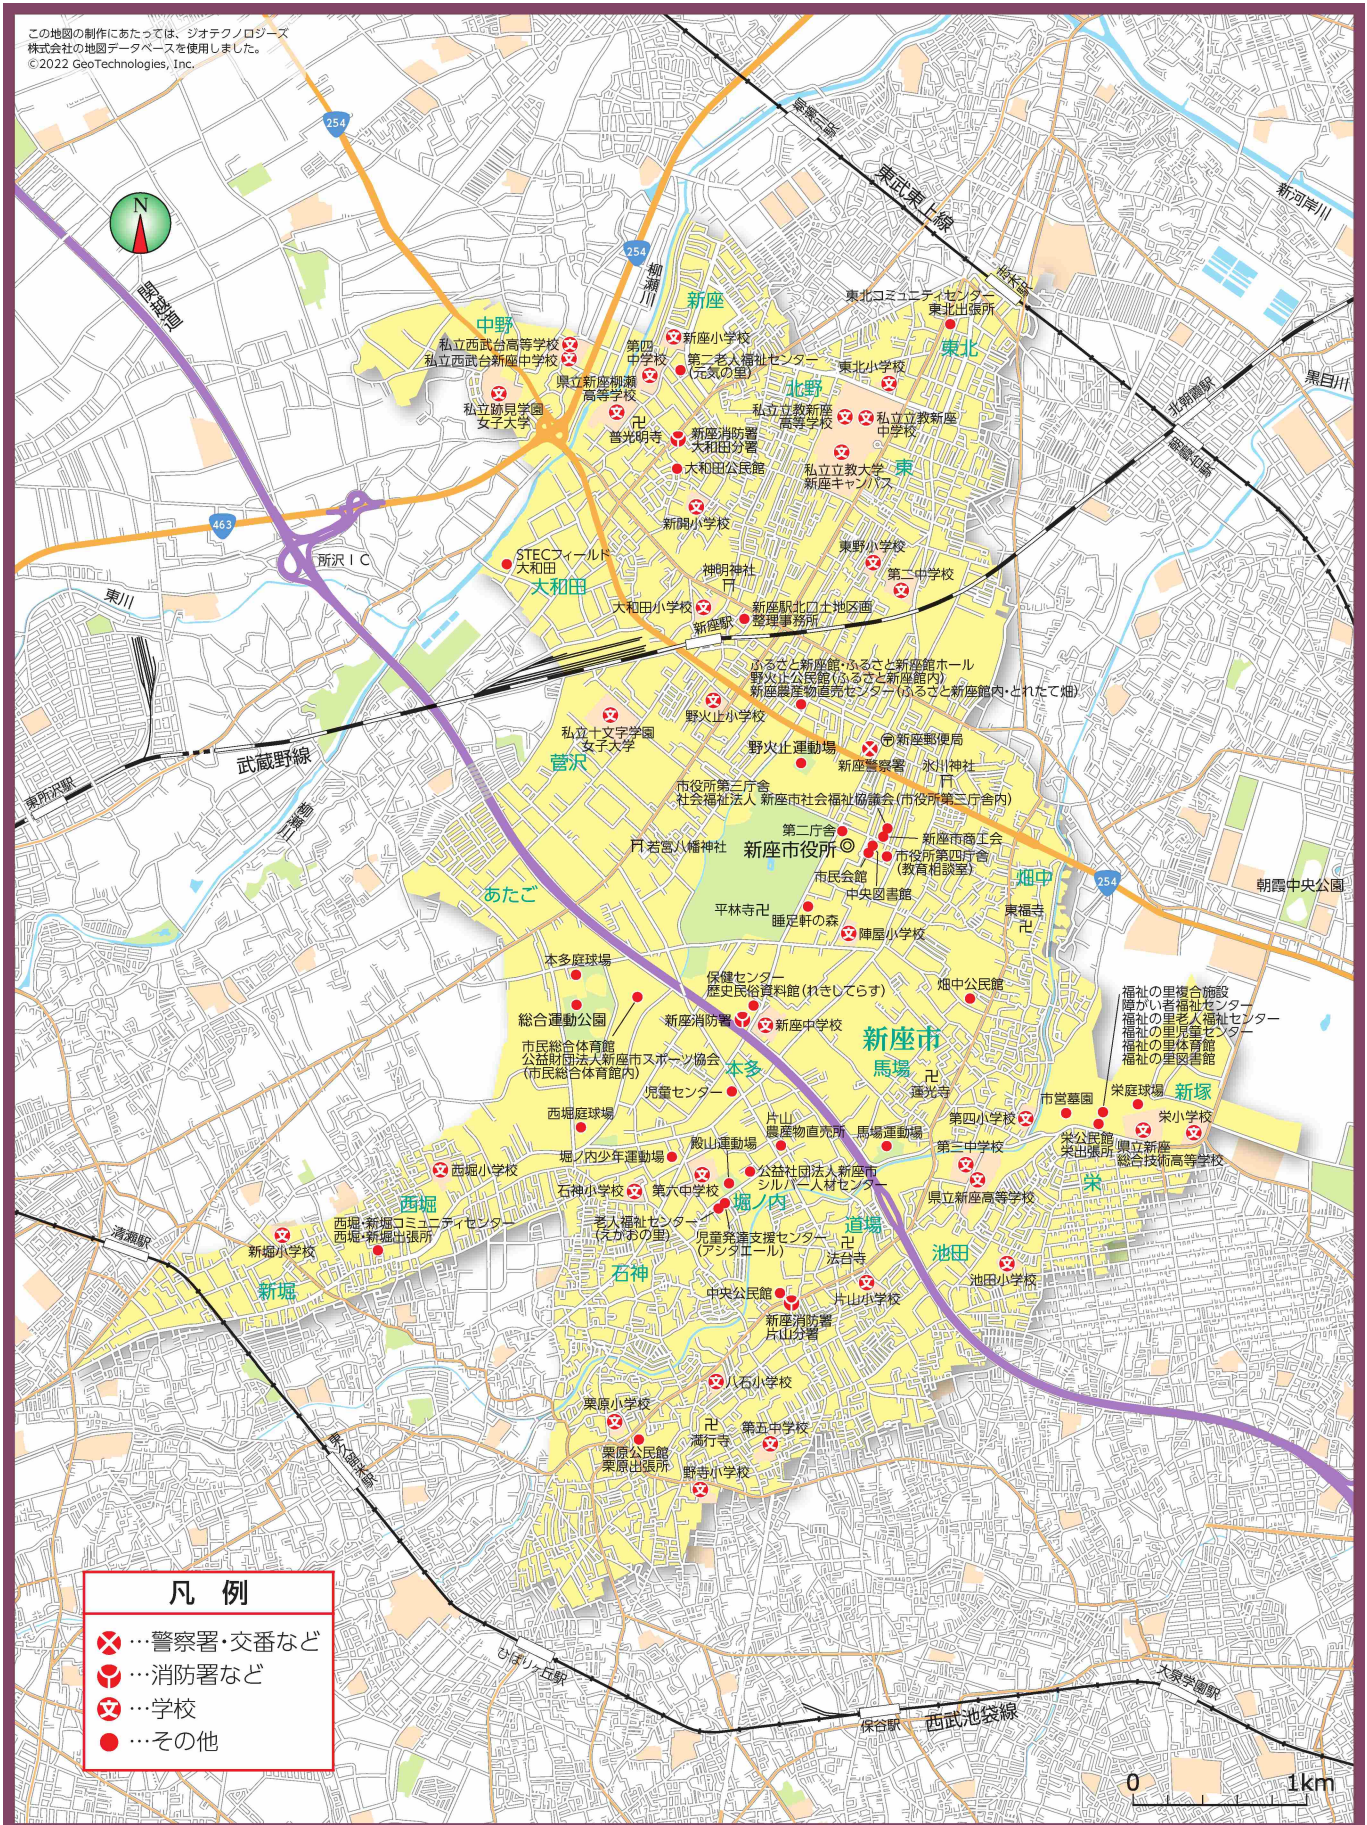 この地図の制作にあたっては、ジオテクノロジーズ
株式会社の地図データベースを使用しました。
©2022 GeoTechnologies, Inc.
254
柳瀬川駅
東武東上線
新河岸川
N
254
柳瀬川
関越道
新座
志木駅
東北コミュニティセンター
東北出張所
東北
中野
私立西武台高等学校
私立西武台新座中学校
第四
中学校
新座小学校
第二老人福祉センター
(元気の里)
東北小学校
北朝霞駅
黒目川
県立新座柳瀬
高等学校
北野
私立跡見学園
女子大学
普光明寺
新座消防署
大和田分署
私立立教新座
高等学校
私立立教新座
中学校
朝霞台駅
大和田公民館
私立立教大学
新座キャンパス
東
463
新開小学校
所沢IC
STECフィールド
大和田
大和田
東野小学校
第二中学校
神明神社
東川
大和田小学校
新座駅
新座駅北口土地区画
整理事務所
ふるさと新座館・ふるさと新座館ホール
野火止公民館(ふるさと新座館内)
新座農産物直売センター(ふるさと新座館内・とれたて畑)
野火止小学校
私立十文字学園
女子大学
菅沢
武蔵野線
東所沢駅
柳瀬川
野火止運動場
新座郵便局
新座警察署
氷川神社
市役所第三庁舎
社会福祉法人 新座市社会福祉協議会(市役所第三庁舎内)
第二庁舎
新座市役所
新座市商工会
市役所第四庁舎
(教育相談室)
若宮八幡神社
市民会館
中央図書館
畑中
254
朝霞中央公園
あたご
平林寺
睡足軒の森
東福寺
陣屋小学校
本多庭球場
保健センター
歴史民俗資料館(れきしてらす)
畑中公民館
総合運動公園
新座消防署
新座中学校
福祉の里複合施設
障がい者福祉センター
福祉の里老人福祉センター
福祉の里児童センター
福祉の里体育館
福祉の里図書館
新座市
市民総合体育館
公益財団法人新座市スポーツ協会
(市民総合体育館内)
本多
馬場
児童センター
蓮光寺
市営墓園
栄庭球場
新塚
西堀庭球場
片山
農産物直売所
馬場運動場
第四小学校
栄小学校
殿山運動場
栄公民館
栄出張所
県立新座
総合技術高等学校
堀ノ内少年運動場
第三中学校
西堀小学校
公益社団法人新座市
シルバー人材センター
石神小学校
第六中学校
県立新座高等学校
栄
西堀
堀ノ内
西堀・新堀コミュニティセンター
西堀・新堀出張所
老人福祉センター
(えがおの里)
児童発達支援センター
(アシタエール)
道場
清瀬駅
新堀小学校
法台寺
池田
池田小学校
石神
新堀
中央公民館
片山小学校
新座消防署
片山分署
八石小学校
栗原小学校
満行寺
第五中学校
栗原公民館
栗原出張所
野寺小学校
東久留米駅
凡 例
…警察署・交番など
…消防署など
…学校
…その他
ひばりヶ丘駅
保谷駅
西武池袋線
大泉学園駅
0 1km